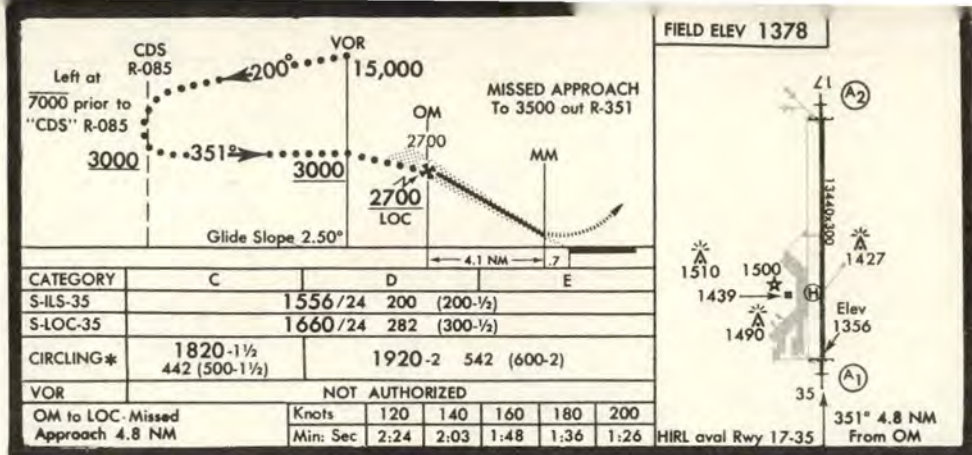 CDS
R-085
VOR
Left at
7000 prior to
"CDS" R-085
200°
15,000
MISSED APPROACH
To 3500 out R-351
OM
2700
MM
3000
351°
3000
2700
LOC
Glide Slope 2.50°
4.1 NM
.7
CATEGORY C D E
S-ILS-35 1556/24 200 (200-½)
S-LOC-35 1660/24 282 (300-½)
CIRCLING* 1820-1½ 442 (500-1½) 1920-2 542 (600-2)
VOR NOT AUTHORIZED
OM to LOC-Missed
Approach 4.8 NM
Knots 120 140 160 180 200
Min: Sec 2:24 2:03 1:48 1:36 1:26
FIELD ELEV 1378
17
A2
13440x300
1510
1500
1427
1439
H
1490
Elev
1356
A1
35
351° 4.8 NM
From OM
HIRL aval Rwy 17-35